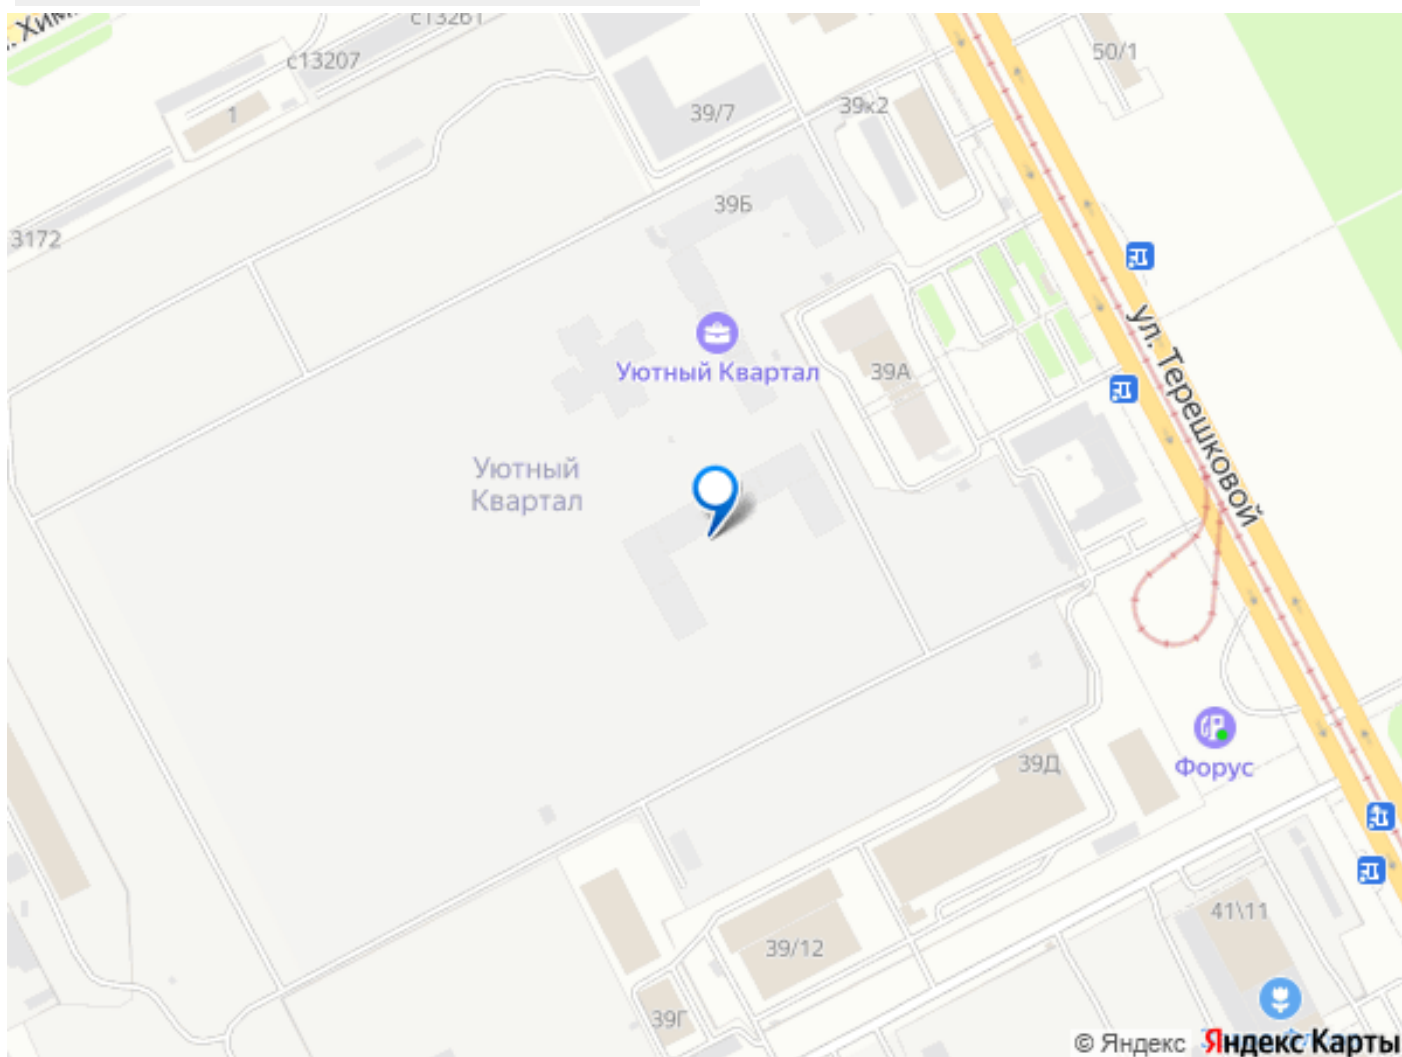 с13261
. Хим
с13207
50/1
1
39/7
39к2
39Б
3172
Уютный Квартал
39А
ул. Терешковой
Уютный
Квартал
Форус
39Д
41\11
39/12
39Г
© Яндекс
Яндекс Карты